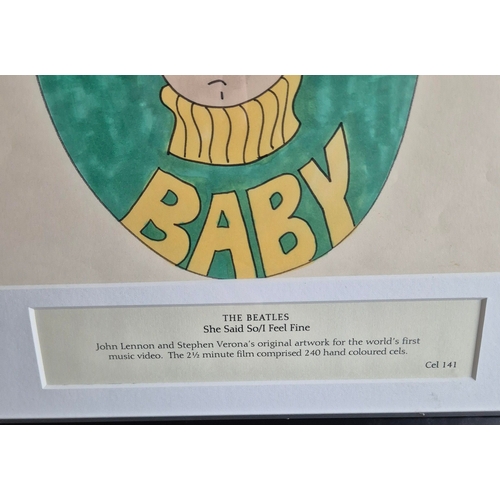 BABY
THE BEATLES
She Said So/I Feel Fine
John Lennon and Stephen Verona's original artwork for the world's first
music video. The 2½ minute film comprised 240 hand coloured cels.
Cel 141